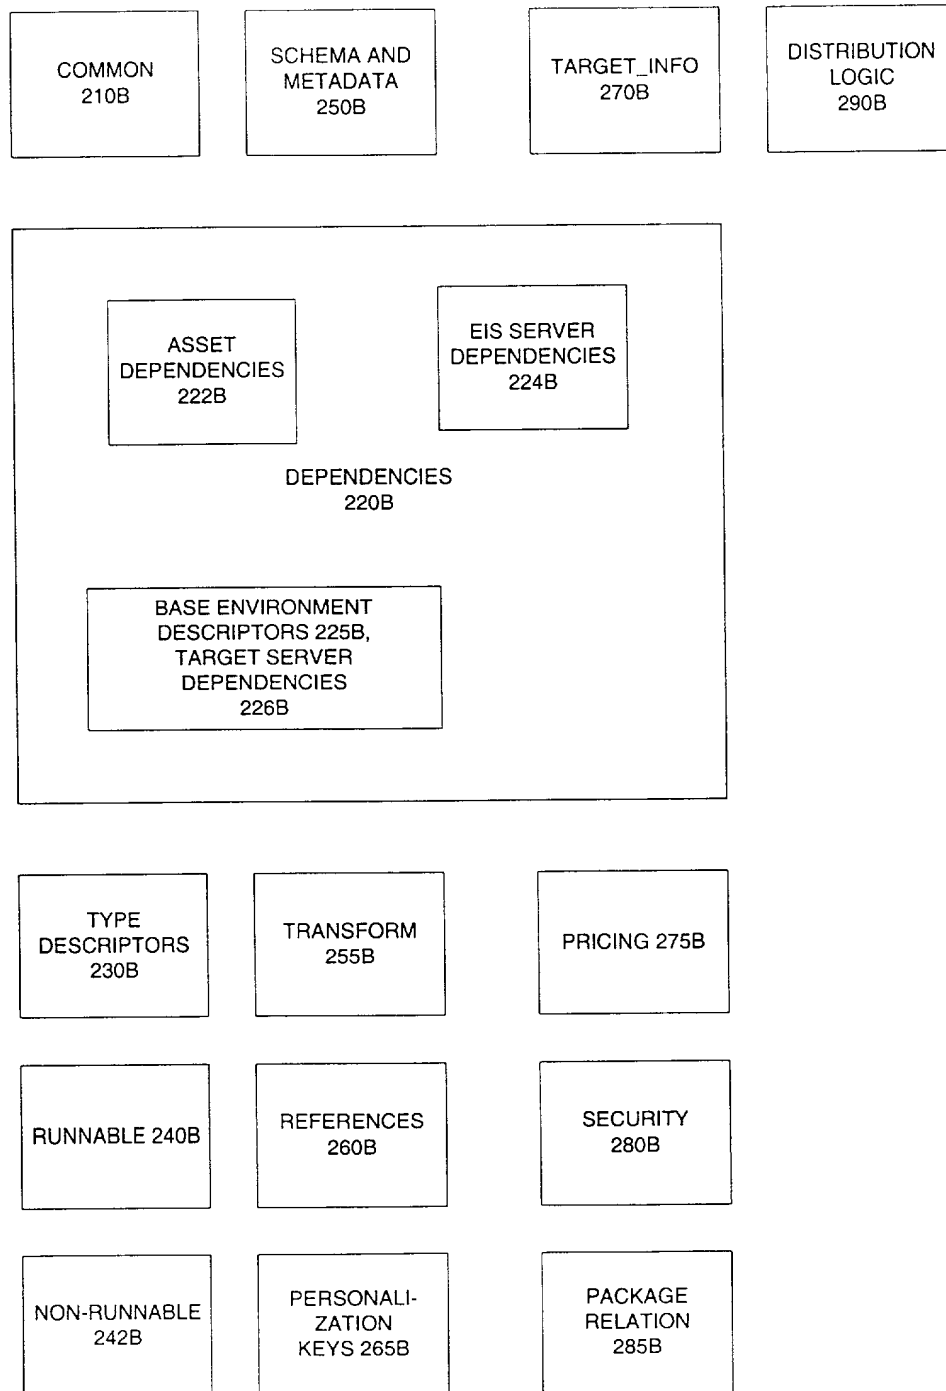 COMMON
210B
SCHEMA AND
METADATA
250B
TARGET_INFO
270B
DISTRIBUTION
LOGIC
290B
ASSET
DEPENDENCIES
222B
EIS SERVER
DEPENDENCIES
224B
DEPENDENCIES
220B
BASE ENVIRONMENT
DESCRIPTORS 225B,
TARGET SERVER
DEPENDENCIES
226B
TYPE
DESCRIPTORS
230B
TRANSFORM
255B
PRICING 275B
RUNNABLE 240B
REFERENCES
260B
SECURITY
280B
NON-RUNNABLE
242B
PERSONALI-
ZATION
KEYS 265B
PACKAGE
RELATION
285B